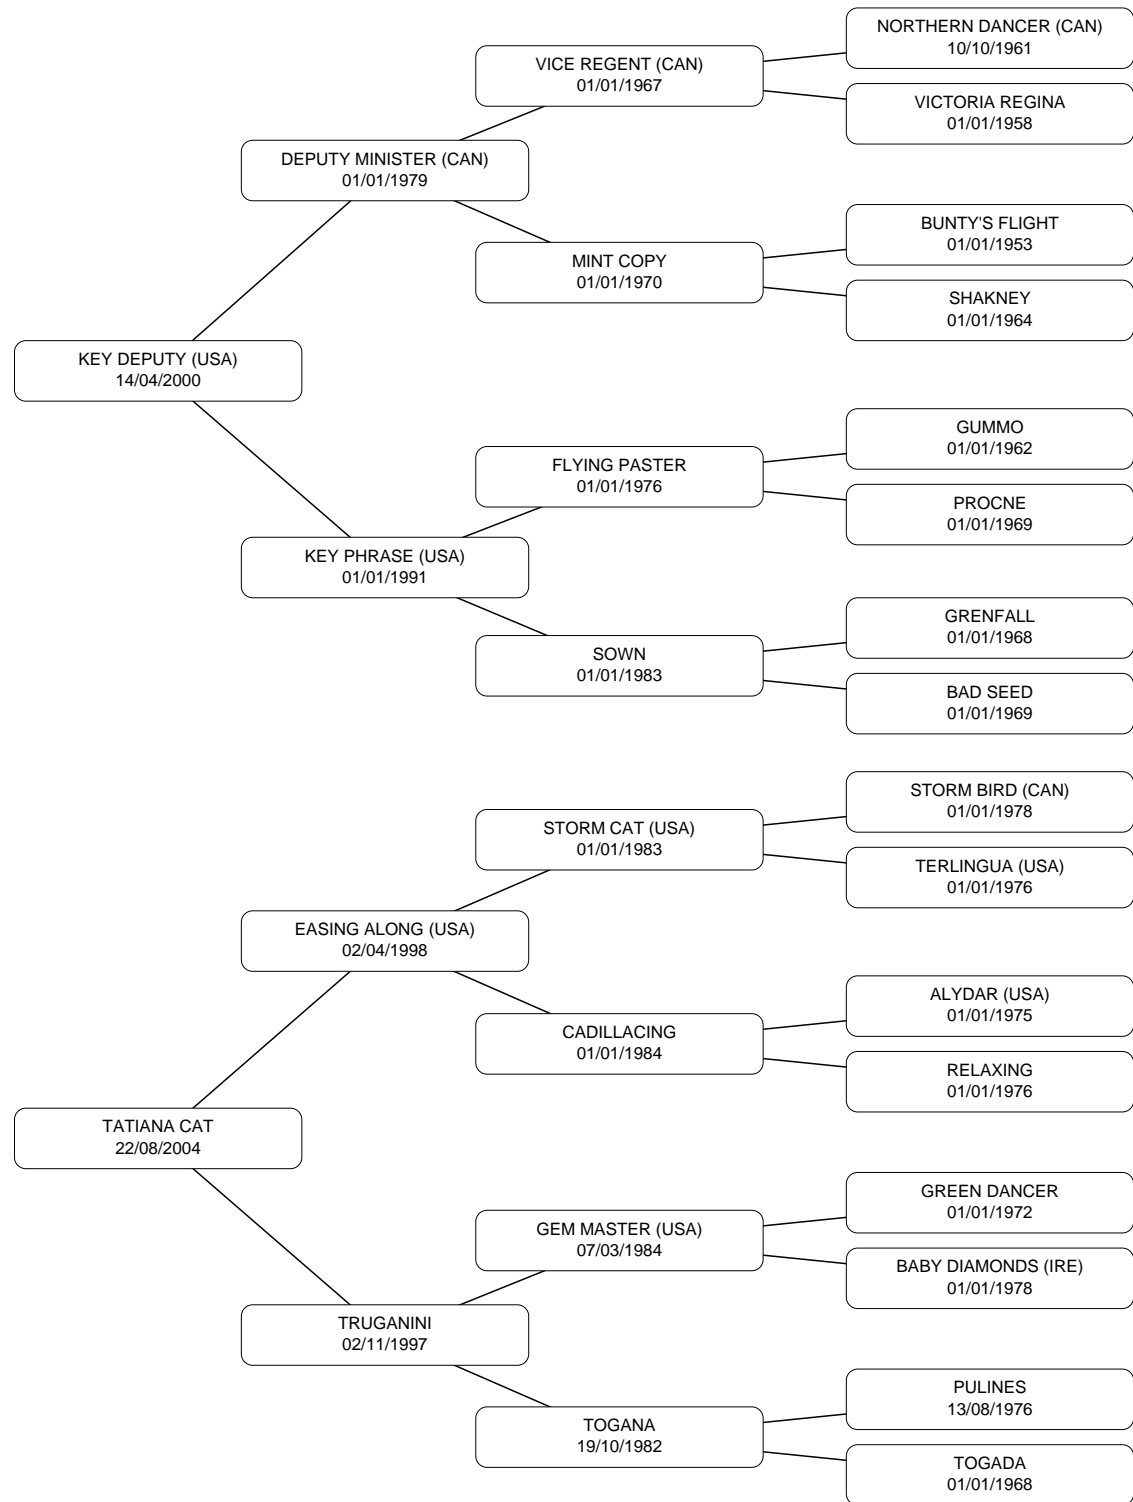 NORTHERN DANCER (CAN)
10/10/1961
VICE REGENT (CAN)
01/01/1967
VICTORIA REGINA
01/01/1958
DEPUTY MINISTER (CAN)
01/01/1979
BUNTY'S FLIGHT
01/01/1953
MINT COPY
01/01/1970
SHAKNEY
01/01/1964
KEY DEPUTY (USA)
14/04/2000
GUMMO
01/01/1962
FLYING PASTER
01/01/1976
PROCNE
01/01/1969
KEY PHRASE (USA)
01/01/1991
GRENFALL
01/01/1968
SOWN
01/01/1983
BAD SEED
01/01/1969
STORM BIRD (CAN)
01/01/1978
STORM CAT (USA)
01/01/1983
TERLINGUA (USA)
01/01/1976
EASING ALONG (USA)
02/04/1998
ALYDAR (USA)
01/01/1975
CADILLACING
01/01/1984
RELAXING
01/01/1976
TATIANA CAT
22/08/2004
GREEN DANCER
01/01/1972
GEM MASTER (USA)
07/03/1984
BABY DIAMONDS (IRE)
01/01/1978
TRUGANINI
02/11/1997
PULINES
13/08/1976
TOGANA
19/10/1982
TOGADA
01/01/1968